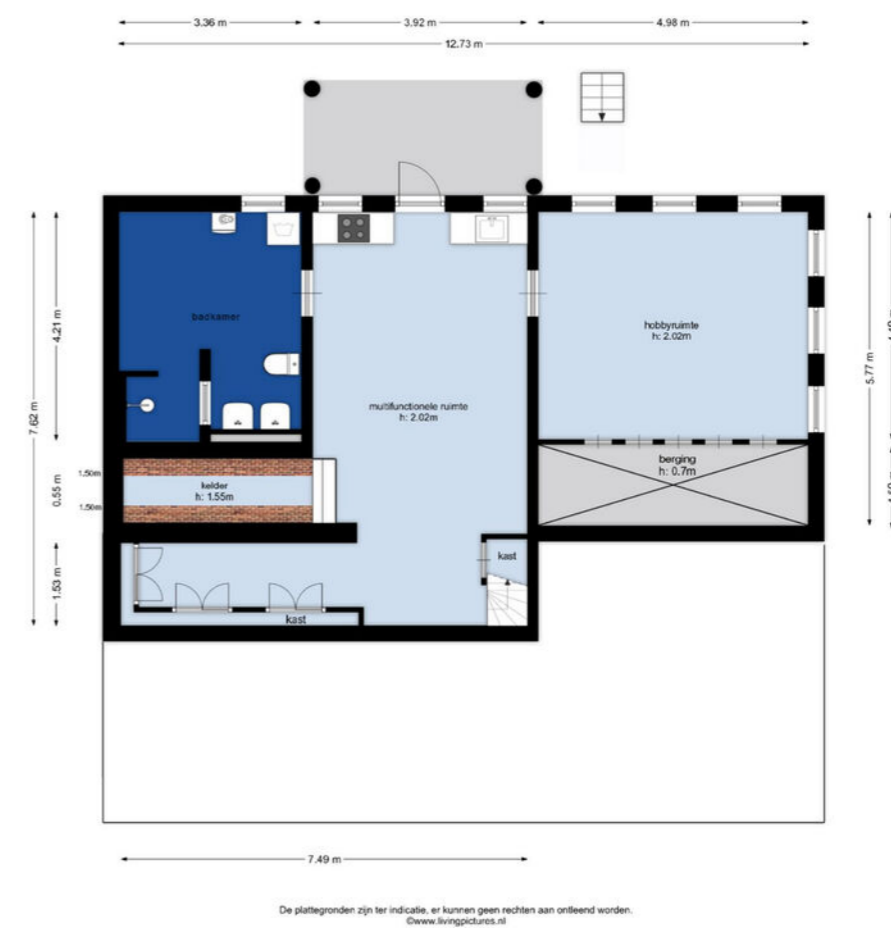 3.36 m
3.92 m
4.98 m
12.73 m
4.21 m
7.62 m
0.55 m
1.53 m
5.77 m
badkamer
hobbyruimte
h: 2.02m
multifunctionele ruimte
h: 2.02m
berging
h: 0.7m
1.50m
1.50m
kelder
h: 1.55m
kast
kast
7.49 m
De plattegronden zijn ter indicatie, er kunnen geen rechten aan ontleend worden.
©www.livingpictures.nl